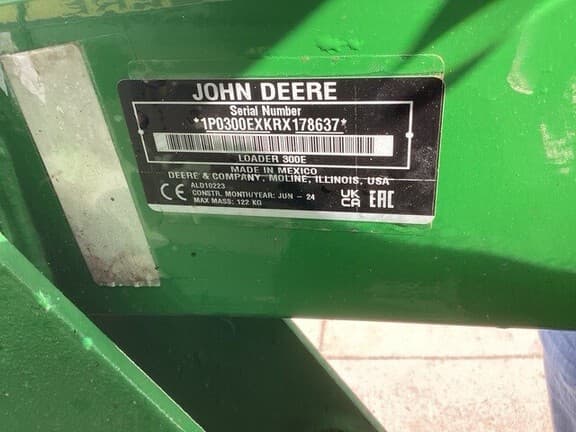 JOHN DEERE
Serial Number
*1P0300EXKRX178637*
LOADER 300E
MADE IN MEXICO
DEERE & COMPANY, MOLINE, ILLINOIS, USA
ALD10223
CONSTR. MONTH/YEAR: JUN - 24
MAX MASS: 122 KG
CE
UK
CA
EAC